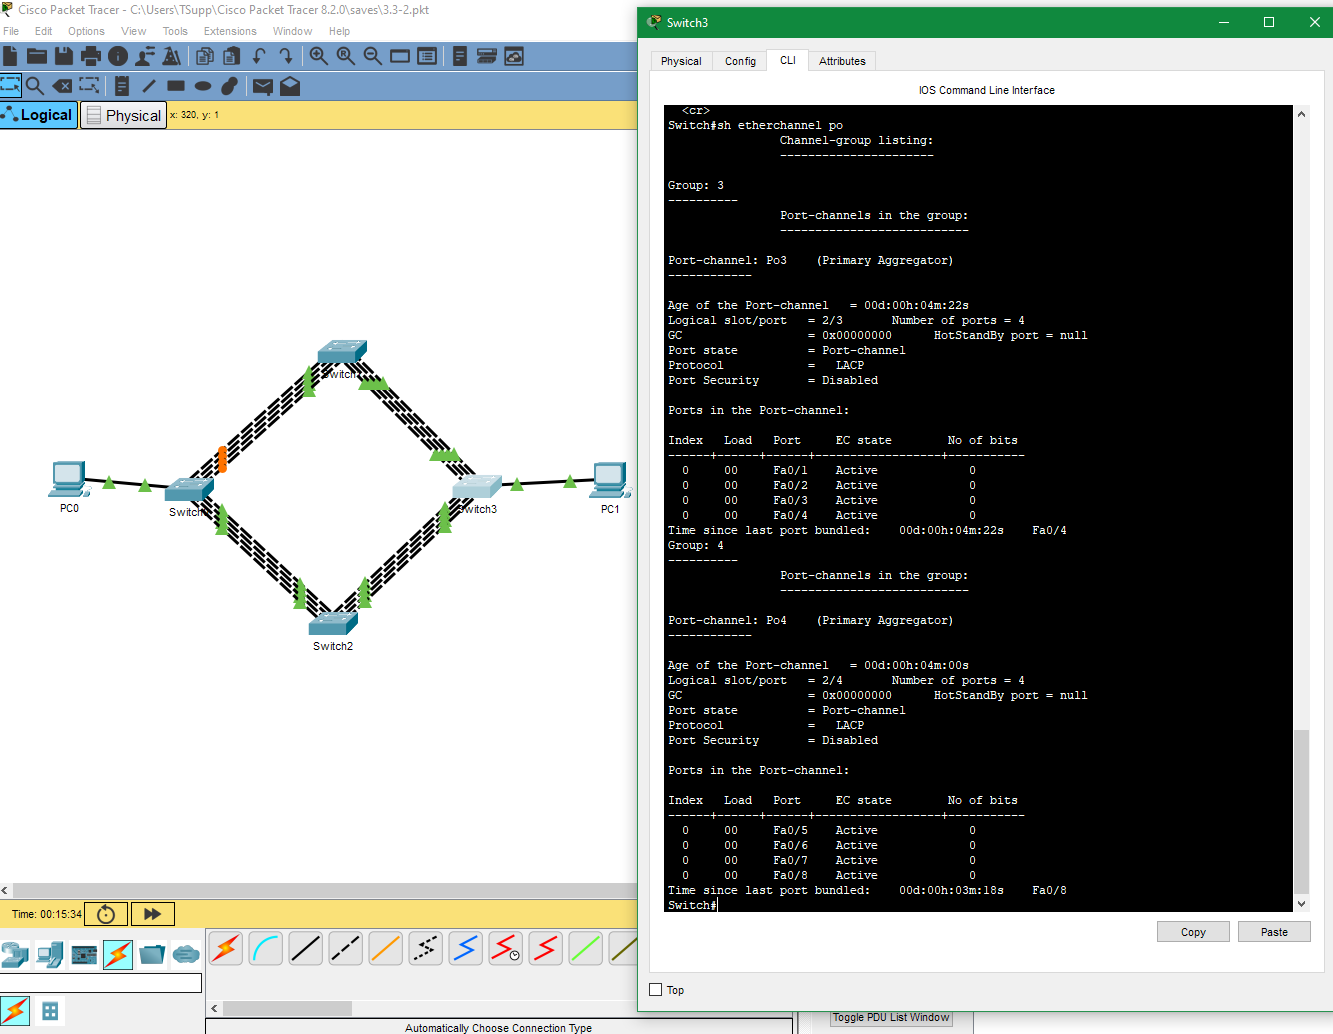 Cisco Packet Tracer - C:\Users\TSupp\Cisco Packet Tracer 8.2.0\saves\3.3-2.pkt
File Edit Options View Tools Extensions Window Help
Logical Physical x: 320, y: 1
Switch
PC0
Switch
Switch3
PC1
Switch2
Time: 00:15:34
Automatically Choose Connection Type
Switch3
Physical Config CLI Attributes
IOS Command Line Interface
<cr>
Switch#sh etherchannel po
Channel-group listing:
----------------------
Group: 3
----------
Port-channels in the group:
---------------------------
Port-channel: Po3    (Primary Aggregator)
------------
Age of the Port-channel   = 00d:00h:04m:22s
Logical slot/port   = 2/3       Number of ports = 4
GC                  = 0x00000000      HotStandBy port = null
Port state          = Port-channel
Protocol            =   LACP
Port Security       = Disabled
Ports in the Port-channel:
Index   Load   Port     EC state        No of bits
------+------+------+------------------+-----------
0     00     Fa0/1    Active             0
0     00     Fa0/2    Active             0
0     00     Fa0/3    Active             0
0     00     Fa0/4    Active             0
Time since last port bundled:    00d:00h:04m:22s    Fa0/4
Group: 4
----------
Port-channels in the group:
---------------------------
Port-channel: Po4    (Primary Aggregator)
------------
Age of the Port-channel   = 00d:00h:04m:00s
Logical slot/port   = 2/4       Number of ports = 4
GC                  = 0x00000000      HotStandBy port = null
Port state          = Port-channel
Protocol            =   LACP
Port Security       = Disabled
Ports in the Port-channel:
Index   Load   Port     EC state        No of bits
------+------+------+------------------+-----------
0     00     Fa0/5    Active             0
0     00     Fa0/6    Active             0
0     00     Fa0/7    Active             0
0     00     Fa0/8    Active             0
Time since last port bundled:    00d:00h:03m:18s    Fa0/8
Switch#
Copy Paste
Top
Toggle PDU List Window